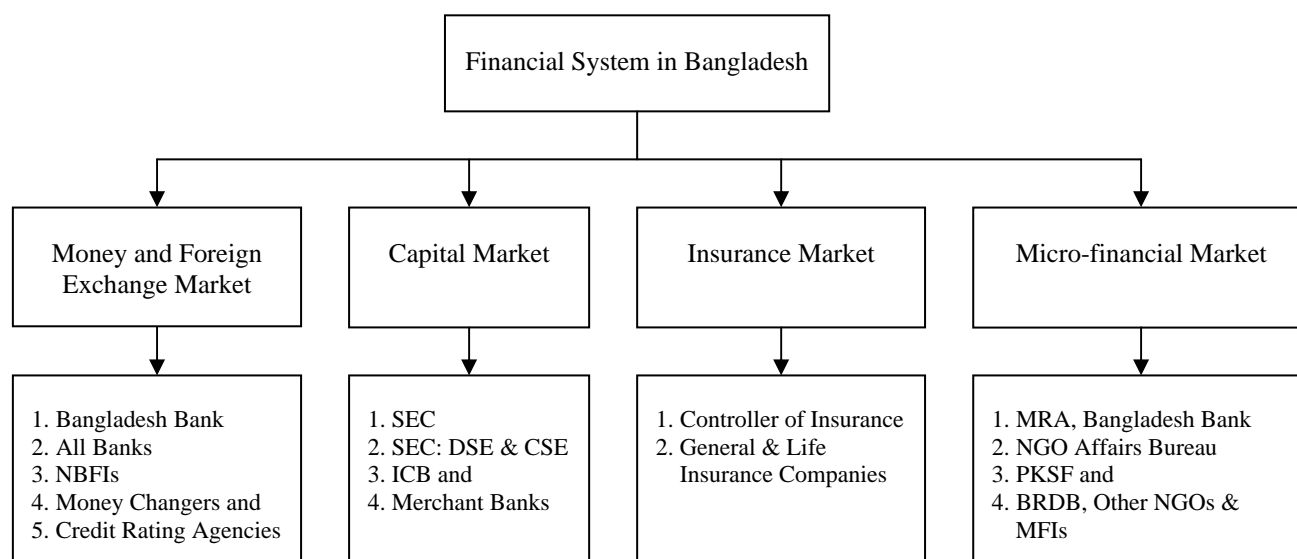 Financial System in Bangladesh
Money and Foreign
Exchange Market
Capital Market
Insurance Market
Micro-financial Market
1. Bangladesh Bank
2. All Banks
3. NBFIs
4. Money Changers and
5. Credit Rating Agencies
1. SEC
2. SEC: DSE & CSE
3. ICB and
4. Merchant Banks
1. Controller of Insurance
2. General & Life
Insurance Companies
1. MRA, Bangladesh Bank
2. NGO Affairs Bureau
3. PKSF and
4. BRDB, Other NGOs &
MFIs